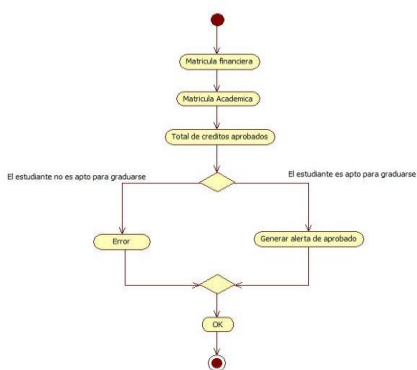 Matricula financiera
Matricula Academica
Total de creditos aprobados
El estudiante no es apto para graduarse
El estudiante es apto para graduarse
Error
Generar alerta de aprobado
OK